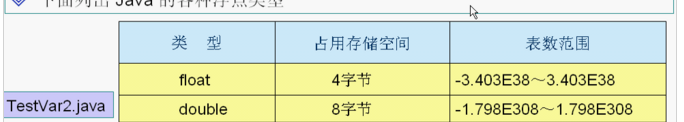 下面列出 Java 的各种浮点类型
类 型 占用存储空间 表数范围
float 4字节 -3.403E38～3.403E38
TestVar2.java
double 8字节 -1.798E308～1.798E308